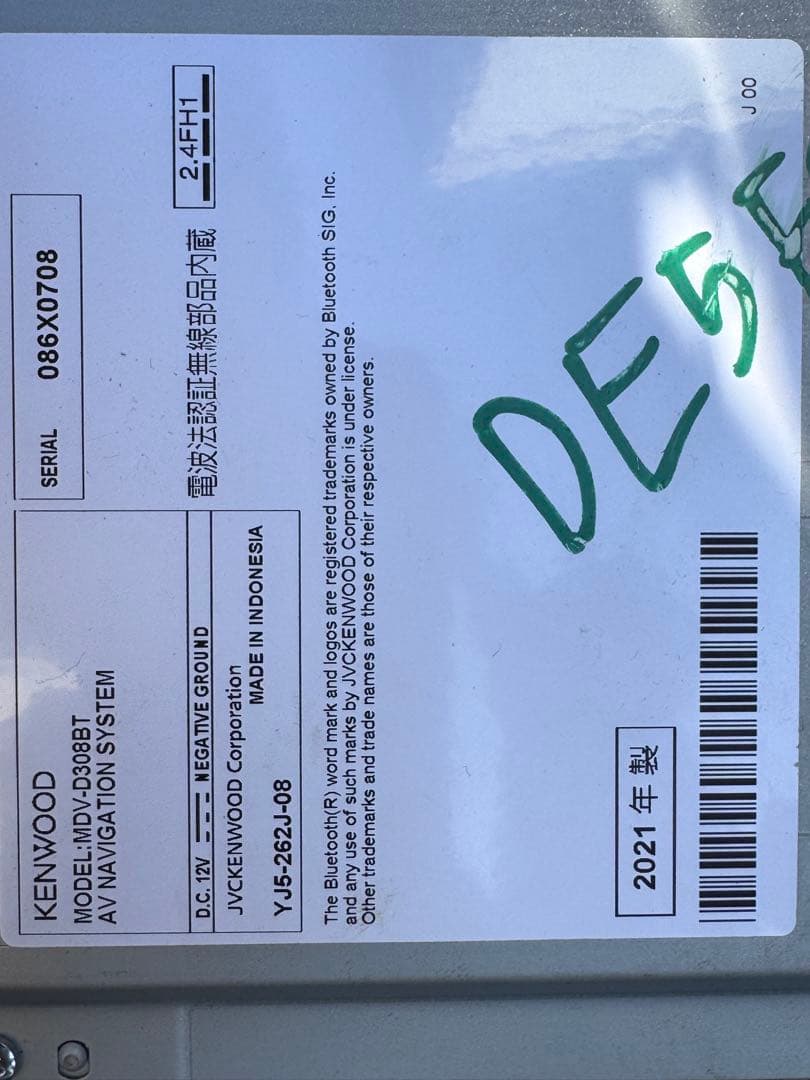 KENWOOD
MODEL:MDV-D308BT
AV NAVIGATION SYSTEM
SERIAL 086X0708
D.C. 12V NEGATIVE GROUND
電波法認証無線部品内蔵
2.4FH1
JVCKENWOOD Corporation
MADE IN INDONESIA
YJ5-262J-08
The Bluetooth(R) word mark and logos are registered trademarks owned by Bluetooth SIG, Inc.
and any use of such marks by JVCKENWOOD Corporation is under license.
Other trademarks and trade names are those of their respective owners.
DE5
2021 年 製
J 00